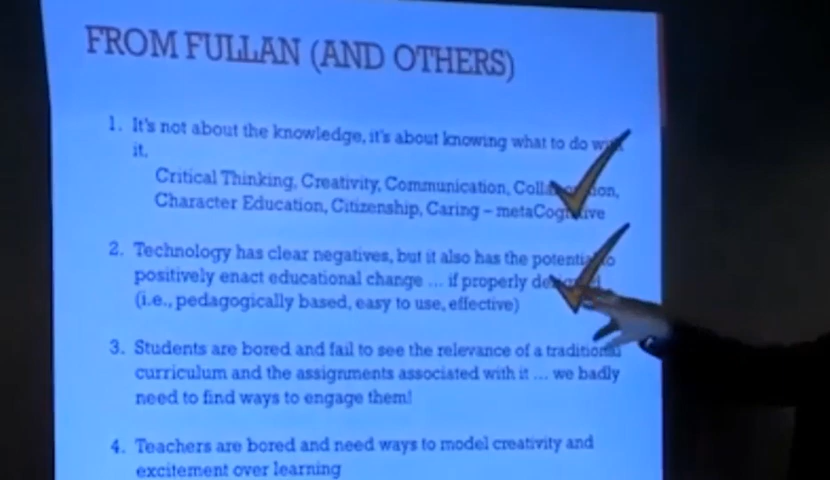 FROM FULLAN (AND OTHERS)
1. It's not about the knowledge, it's about knowing what to do with
it.
Critical Thinking, Creativity, Communication, Collaboration,
Character Education, Citizenship, Caring – metaCognitive
2. Technology has clear negatives, but it also has the potential to
positively enact educational change ... if properly designed
(i.e., pedagogically based, easy to use, effective)
3. Students are bored and fail to see the relevance of a traditional
curriculum and the assignments associated with it ... we badly
need to find ways to engage them!
4. Teachers are bored and need ways to model creativity and
excitement over learning